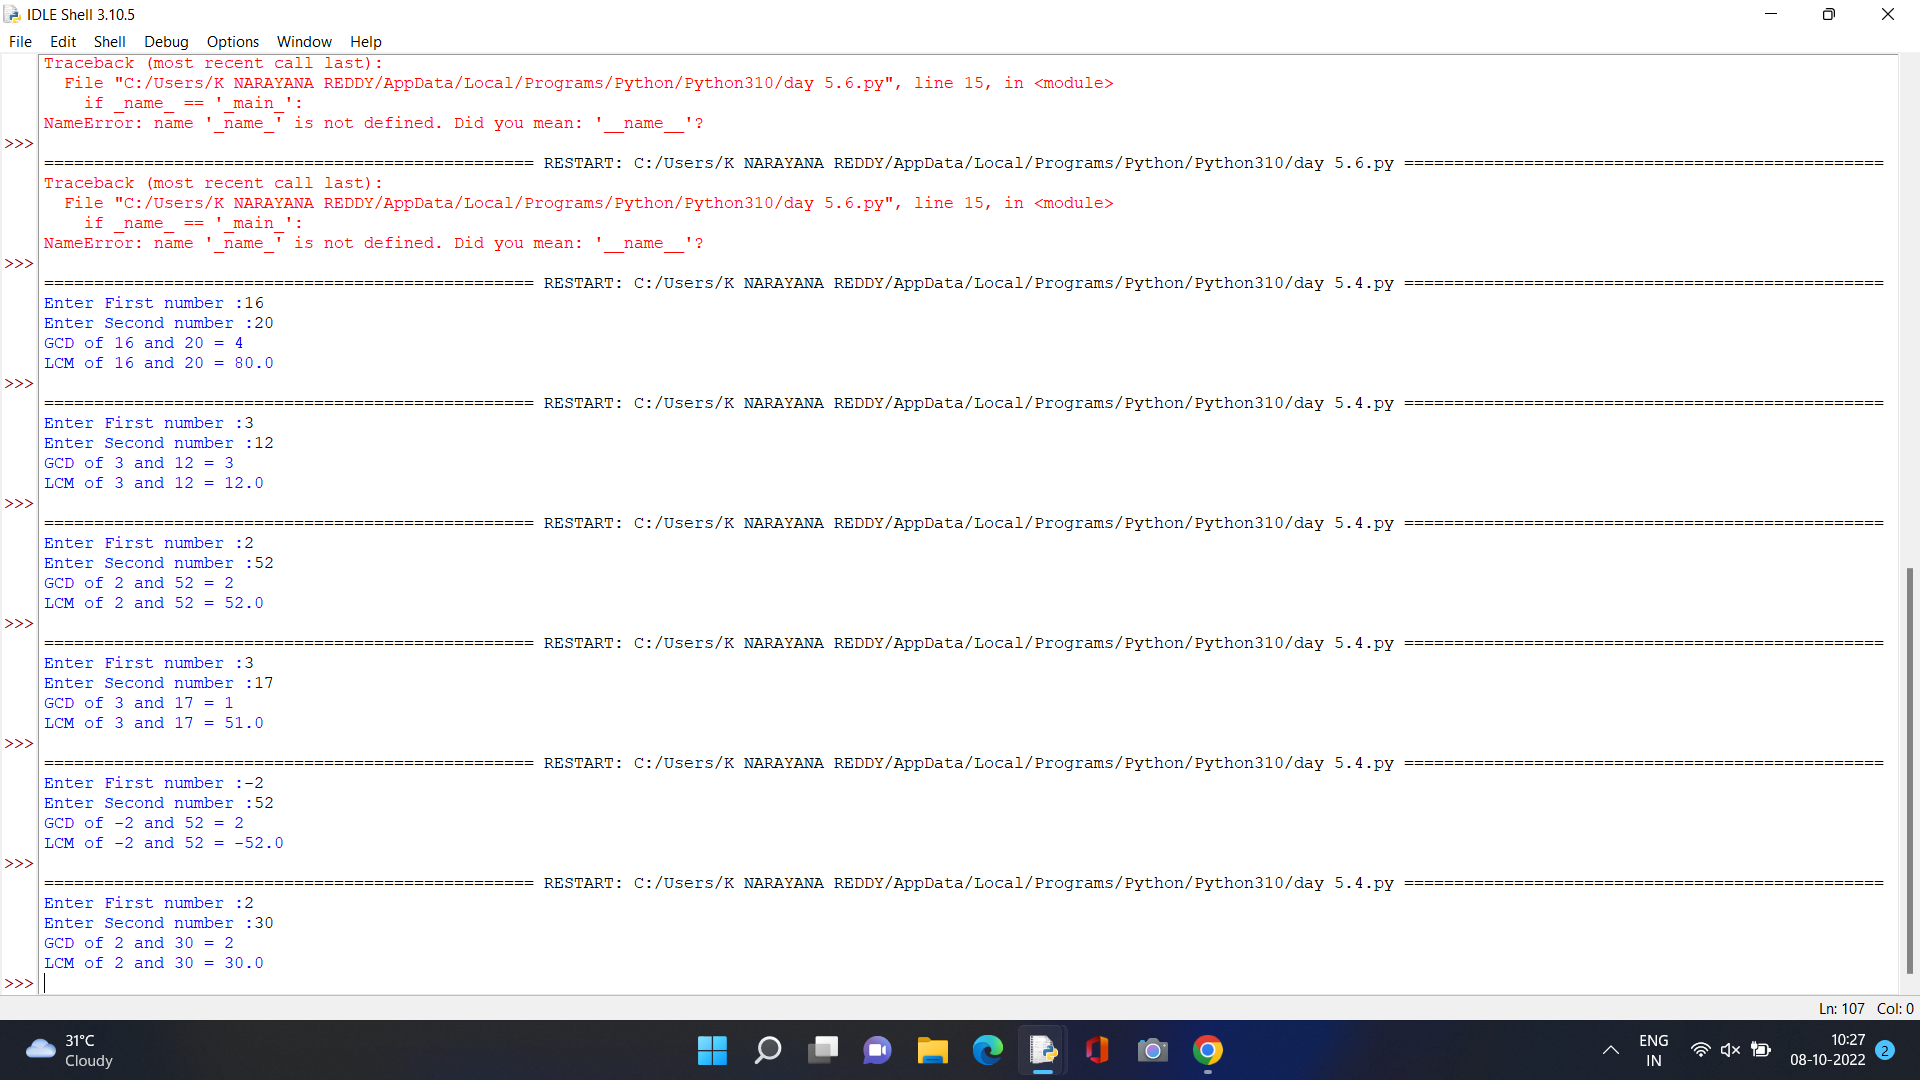 IDLE Shell 3.10.5
File Edit Shell Debug Options Window Help
Traceback (most recent call last):
  File "C:/Users/K NARAYANA REDDY/AppData/Local/Programs/Python/Python310/day 5.6.py", line 15, in <module>
    if _name_ == '_main_':
NameError: name '_name_' is not defined. Did you mean: '__name__'?
>>>
================================================= RESTART: C:/Users/K NARAYANA REDDY/AppData/Local/Programs/Python/Python310/day 5.6.py ================================================
Traceback (most recent call last):
  File "C:/Users/K NARAYANA REDDY/AppData/Local/Programs/Python/Python310/day 5.6.py", line 15, in <module>
    if _name_ == '_main_':
NameError: name '_name_' is not defined. Did you mean: '__name__'?
>>>
================================================= RESTART: C:/Users/K NARAYANA REDDY/AppData/Local/Programs/Python/Python310/day 5.4.py ================================================
Enter First number :16
Enter Second number :20
GCD of 16 and 20 = 4
LCM of 16 and 20 = 80.0
>>>
================================================= RESTART: C:/Users/K NARAYANA REDDY/AppData/Local/Programs/Python/Python310/day 5.4.py ================================================
Enter First number :3
Enter Second number :12
GCD of 3 and 12 = 3
LCM of 3 and 12 = 12.0
>>>
================================================= RESTART: C:/Users/K NARAYANA REDDY/AppData/Local/Programs/Python/Python310/day 5.4.py ================================================
Enter First number :2
Enter Second number :52
GCD of 2 and 52 = 2
LCM of 2 and 52 = 52.0
>>>
================================================= RESTART: C:/Users/K NARAYANA REDDY/AppData/Local/Programs/Python/Python310/day 5.4.py ================================================
Enter First number :3
Enter Second number :17
GCD of 3 and 17 = 1
LCM of 3 and 17 = 51.0
>>>
================================================= RESTART: C:/Users/K NARAYANA REDDY/AppData/Local/Programs/Python/Python310/day 5.4.py ================================================
Enter First number :-2
Enter Second number :52
GCD of -2 and 52 = 2
LCM of -2 and 52 = -52.0
>>>
================================================= RESTART: C:/Users/K NARAYANA REDDY/AppData/Local/Programs/Python/Python310/day 5.4.py ================================================
Enter First number :2
Enter Second number :30
GCD of 2 and 30 = 2
LCM of 2 and 30 = 30.0
>>>
Ln: 107 Col: 0
31°C
Cloudy
ENG
IN
10:27
08-10-2022
2